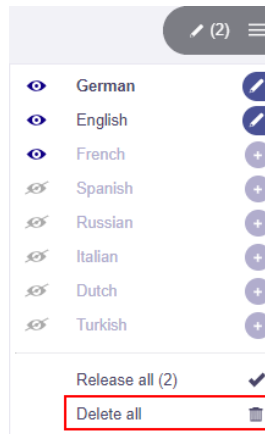 (2)
German
English
French
Spanish
Russian
Italian
Dutch
Turkish
Release all (2)
Delete all